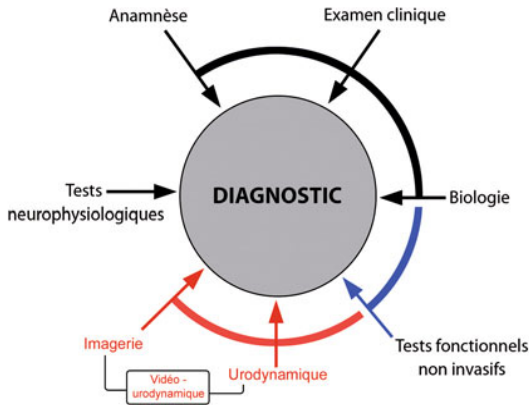 Anamnèse
Examen clinique
Tests
neurophysiologiques
DIAGNOSTIC
Biologie
Imagerie
Urodynamique
Tests fonctionnels
non invasifs
Vidéo -
urodynamique